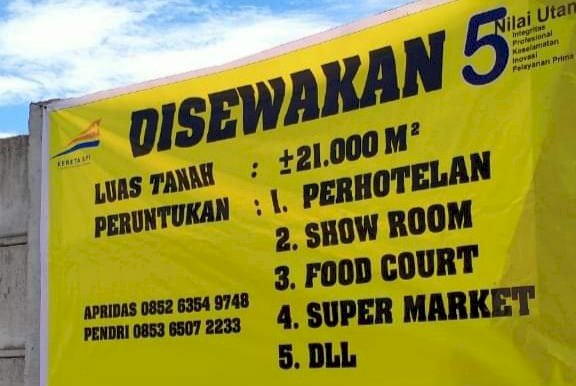 DISEWAKAN
5 Nilai Utam
Integritas
Profesional
Keselamatan
Inovasi
Pelayanan Prima
KERETA API
LUAS TANAH : ±21.000 M²
PERUNTUKAN : 1. PERHOTELAN
2. SHOW ROOM
3. FOOD COURT
4. SUPER MARKET
5. DLL
APRIDAS 0852 6354 9748
PENDRI 0853 6507 2233